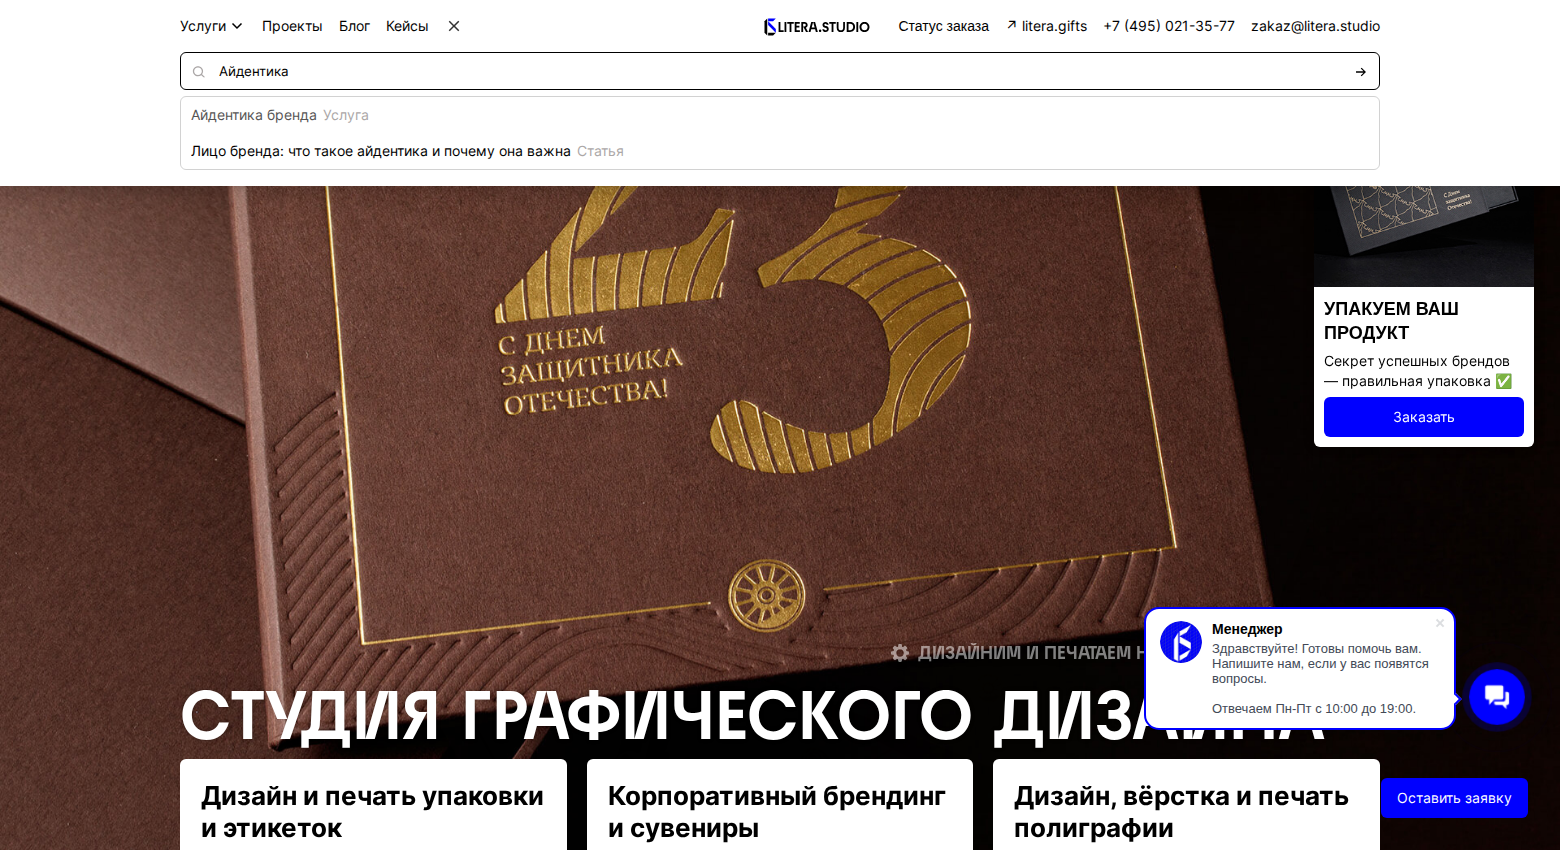 Услуги Проекты Блог Кейсы LITERA.STUDIO Статус заказа ↗ litera.gifts +7 (495) 021-35-77 zakaz@litera.studio
Айдентика
Айдентика бренда Услуга
Лицо бренда: что такое айдентика и почему она важна Статья
С ДНЕМ
ЗАЩИТНИКА
ОТЕЧЕСТВА!
С Днем
защитника
Отечества!
УПАКУЕМ ВАШ
ПРОДУКТ
Секрет успешных брендов
— правильная упаковка ✅
Заказать
ДИЗАЙНИМ И ПЕЧАТАЕМ
СТУДИЯ ГРАФИЧЕСКОГО ДИЗАЙНА
Менеджер
Здравствуйте! Готовы помочь вам.
Напишите нам, если у вас появятся
вопросы.
Отвечаем Пн-Пт с 10:00 до 19:00.
Дизайн и печать упаковки
и этикеток
Корпоративный брендинг
и сувениры
Дизайн, вёрстка и печать
полиграфии
Оставить заявку